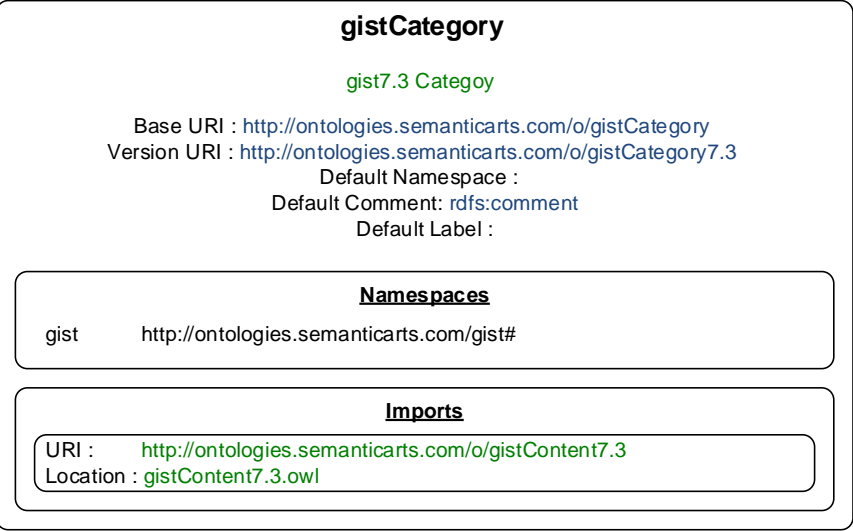 gistCategory
gist7.3 Categoy
Base URI : http://ontologies.semanticarts.com/o/gistCategory
Version URI : http://ontologies.semanticarts.com/o/gistCategory7.3
Default Namespace :
Default Comment: rdfs:comment
Default Label :
Namespaces
gist http://ontologies.semanticarts.com/gist#
Imports
URI : http://ontologies.semanticarts.com/o/gistContent7.3
Location : gistContent7.3.owl